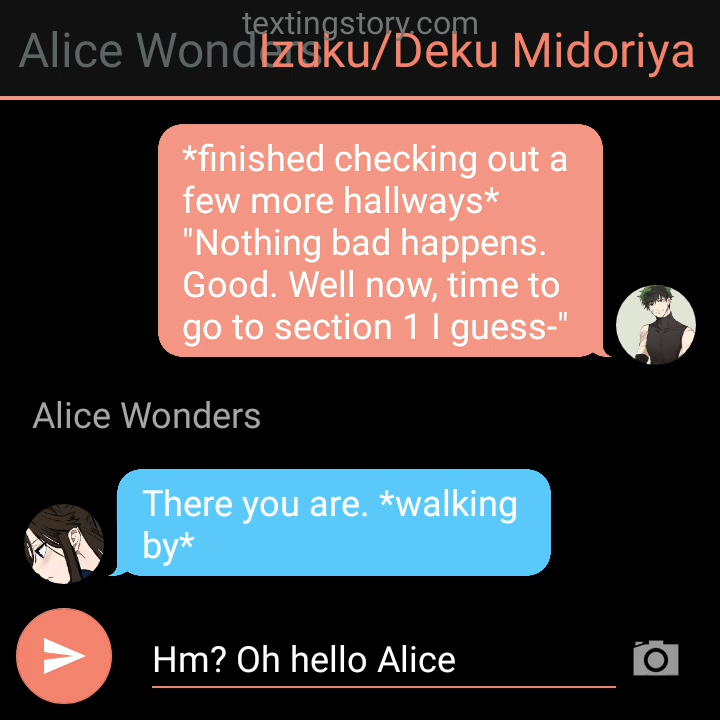 textingstory.com
Alice Wonders
Izuku/Deku Midoriya
*finished checking out a
few more hallways*
"Nothing bad happens.
Good. Well now, time to
go to section 1 I guess-"
Alice Wonders
There you are. *walking
by*
Hm? Oh hello Alice